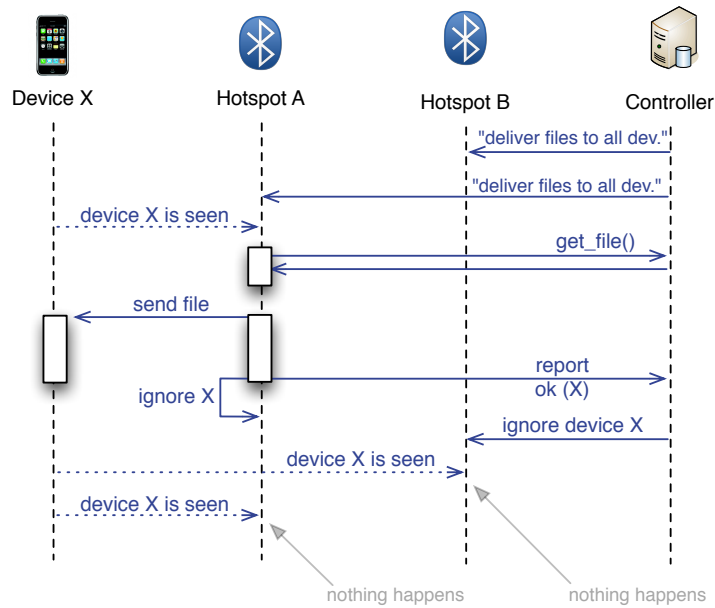 Device X
Hotspot A
Hotspot B
Controller
"deliver files to all dev."
"deliver files to all dev."
device X is seen
get_file()
send file
report
ok (X)
ignore X
ignore device X
device X is seen
device X is seen
nothing happens
nothing happens